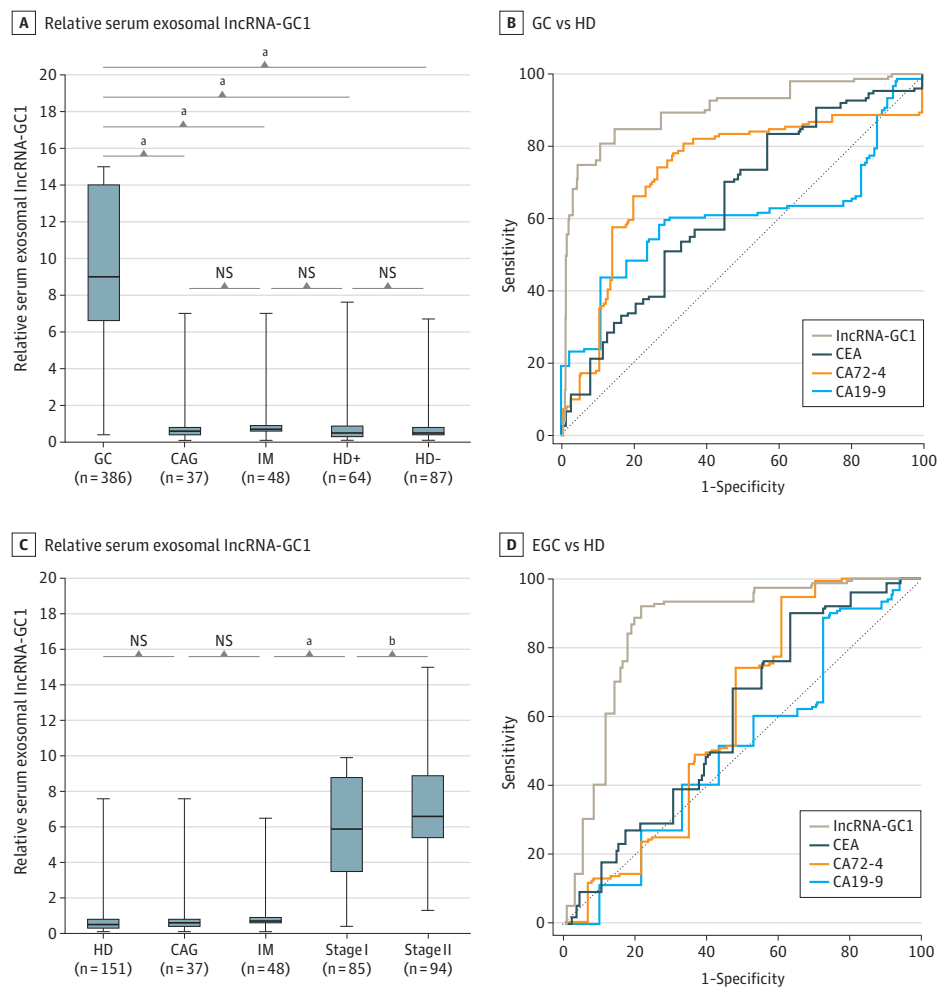 A Relative serum exosomal lncRNA-GC1
Relative serum exosomal lncRNA-GC1
20
18
16
14
12
10
8
6
4
2
0
a
a
a
a
NS
NS
NS
GC CAG IM HD+ HD−
(n=386) (n=37) (n=48) (n=64) (n=87)
B GC vs HD
Sensitivity
100
80
60
40
20
0
lncRNA-GC1
CEA
CA72-4
CA19-9
0 20 40 60 80 100
1-Specificity
C Relative serum exosomal lncRNA-GC1
Relative serum exosomal lncRNA-GC1
20
18
16
14
12
10
8
6
4
2
0
NS NS a b
HD CAG IM Stage I Stage II
(n=151) (n=37) (n=48) (n=85) (n=94)
D EGC vs HD
Sensitivity
100
80
60
40
20
0
lncRNA-GC1
CEA
CA72-4
CA19-9
0 20 40 60 80 100
1-Specificity